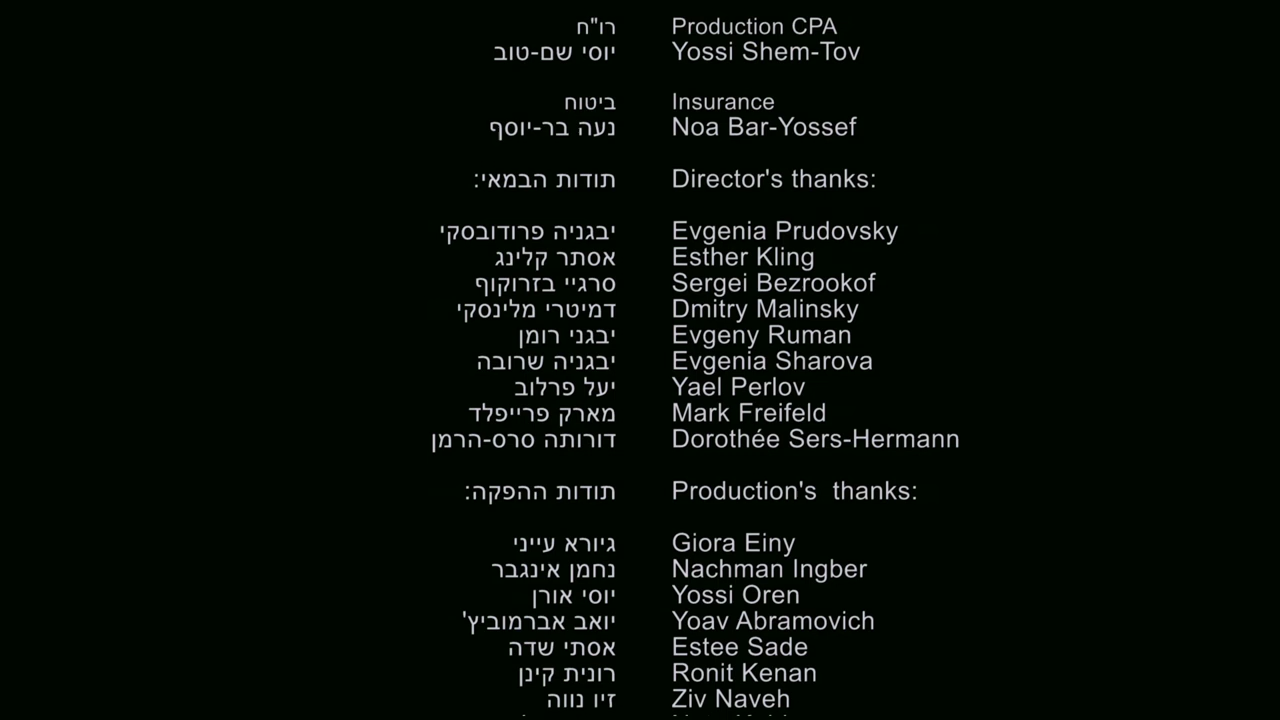 רו"ח Production CPA
יוסי שם-טוב Yossi Shem-Tov
ביטוח Insurance
נעה בר-יוסף Noa Bar-Yossef
תודות הבמאי: Director's thanks:
יבגניה פרודובסקי Evgenia Prudovsky
אסתר קלינג Esther Kling
סרגיי בזרוקוף Sergei Bezrookof
דמיטרי מלינסקי Dmitry Malinsky
יבגני רומן Evgeny Ruman
יבגניה שרובה Evgenia Sharova
יעל פרלוב Yael Perlov
מארק פרייפלד Mark Freifeld
דורותה סרס-הרמן Dorothée Sers-Hermann
תודות ההפקה: Production's  thanks:
גיורא עייני Giora Einy
נחמן אינגבר Nachman Ingber
יוסי אורן Yossi Oren
יואב אברמוביץ' Yoav Abramovich
אסתי שדה Estee Sade
רונית קינן Ronit Kenan
זיו נווה Ziv Naveh